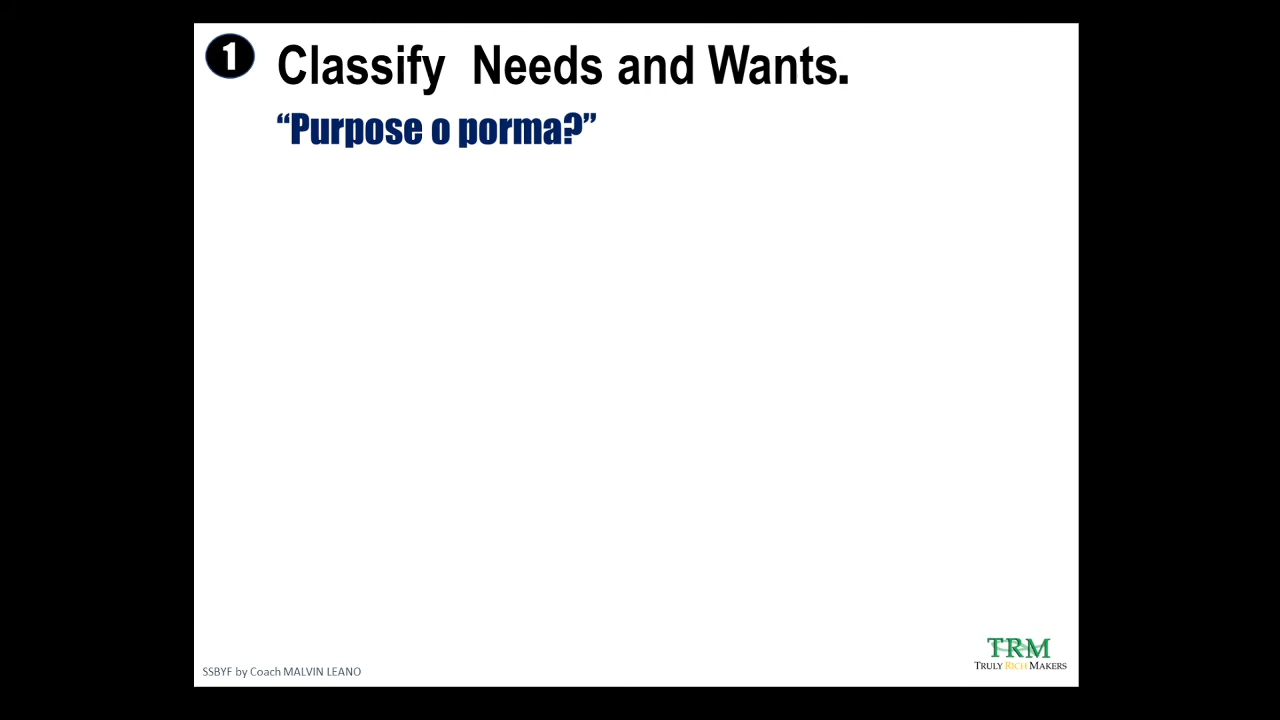 1 Classify Needs and Wants.
“Purpose o porma?”
TRM
TRULY RICH MAKERS
SSBYF by Coach MALVIN LEANO